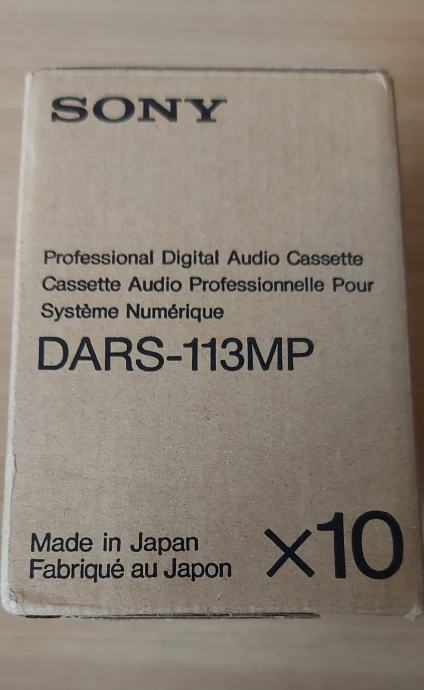 SONY
Professional Digital Audio Cassette
Cassette Audio Professionnelle Pour
Système Numérique
DARS-113MP
Made in Japan
Fabriqué au Japon
x10